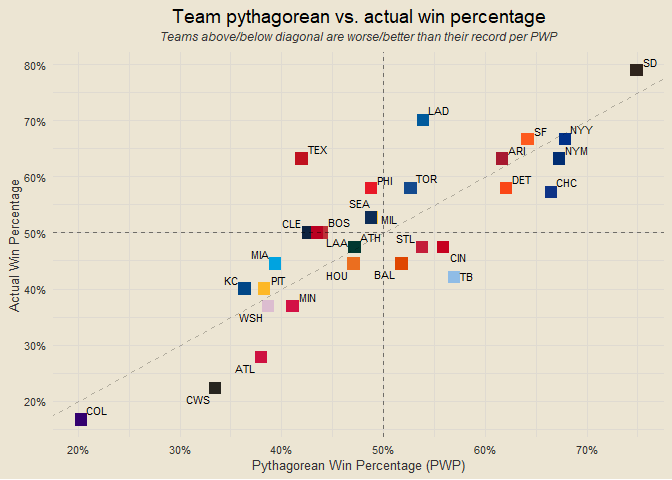 Team pythagorean vs. actual win percentage
Teams above/below diagonal are worse/better than their record per PWP
80%
SD
70%
LAD
SF
NYY
TEX
ARI
NYM
60%
PHI
TOR
DET
CHC
SEA
MIL
CLE
BOS
50%
LAA
ATH
STL
CIN
MIA
HOU
BAL
TB
KC
PIT
40%
WSH
MIN
30%
ATL
CWS
20%
COL
20%
30%
40%
50%
60%
70%
Actual Win Percentage
Pythagorean Win Percentage (PWP)